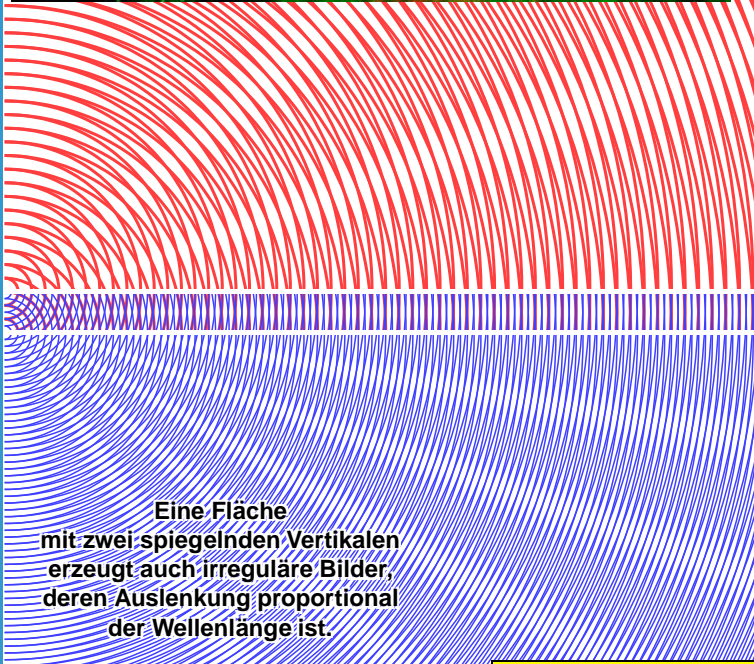 Eine Fläche
mit zwei spiegelnden Vertikalen
erzeugt auch irreguläre Bilder,
deren Auslenkung proportional
der Wellenlänge ist.